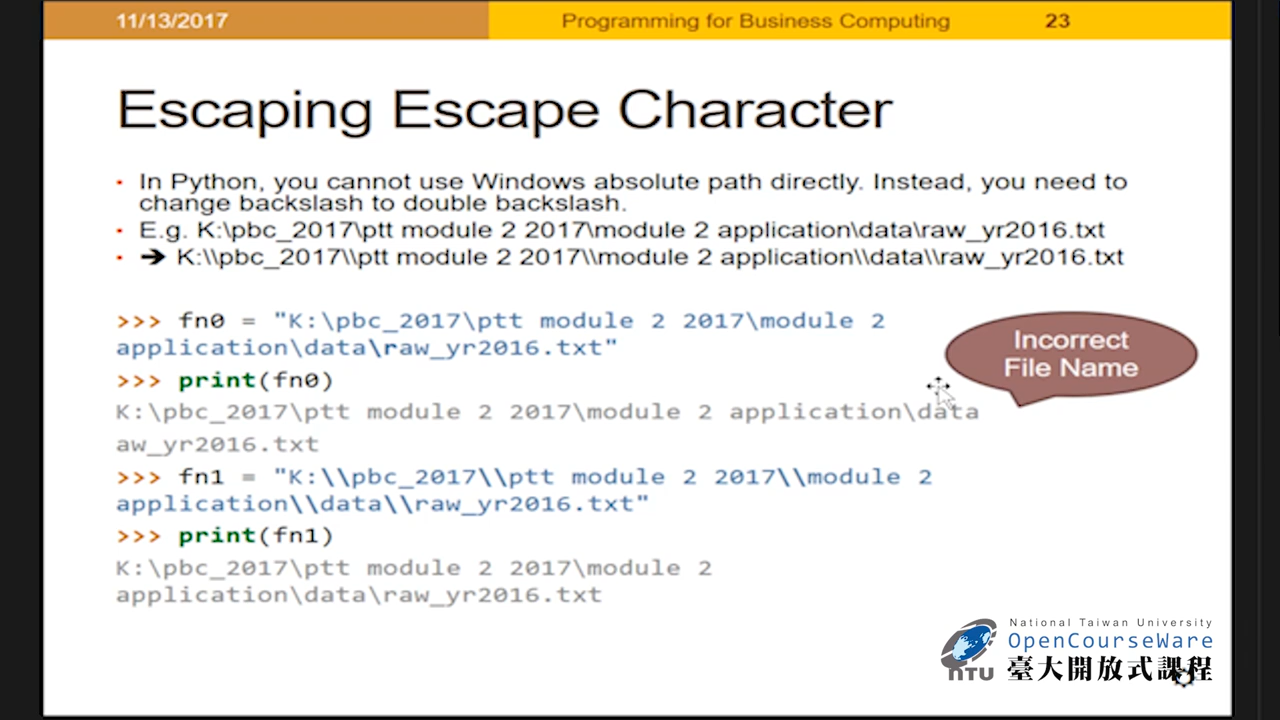 11/13/2017 Programming for Business Computing 23
Escaping Escape Character
• In Python, you cannot use Windows absolute path directly. Instead, you need to
change backslash to double backslash.
• E.g. K:\pbc_2017\ptt module 2 2017\module 2 application\data\raw_yr2016.txt
• ➔ K:\\pbc_2017\\ptt module 2 2017\\module 2 application\\data\\raw_yr2016.txt
>>> fn0 = "K:\pbc_2017\ptt module 2 2017\module 2
application\data\raw_yr2016.txt"
Incorrect
File Name
>>> print(fn0)
K:\pbc_2017\ptt module 2 2017\module 2 application\data
aw_yr2016.txt
>>> fn1 = "K:\\pbc_2017\\ptt module 2 2017\\module 2
application\\data\\raw_yr2016.txt"
>>> print(fn1)
K:\pbc_2017\ptt module 2 2017\module 2
application\data\raw_yr2016.txt
National Taiwan University
OpenCourseWare
NTU 臺大開放式課程